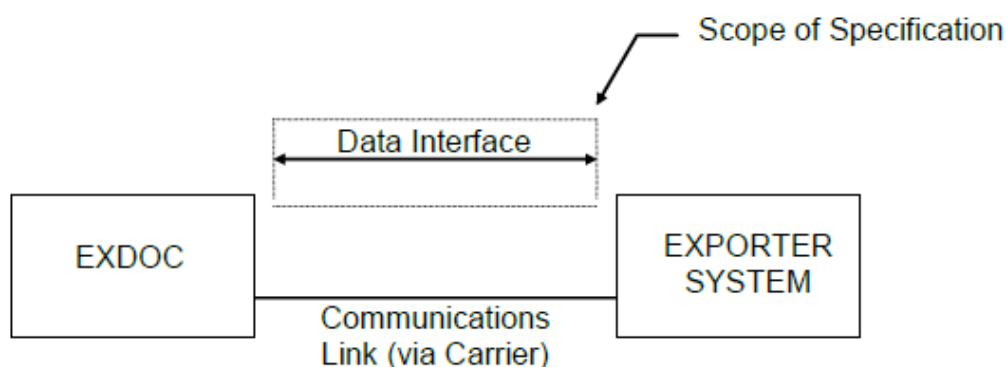 Scope of Specification
Data Interface
EXDOC
EXPORTER
SYSTEM
Communications
Link (via Carrier)